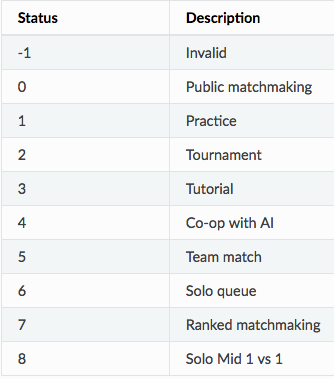 Status Description
-1 Invalid
0 Public matchmaking
1 Practice
2 Tournament
3 Tutorial
4 Co-op with AI
5 Team match
6 Solo queue
7 Ranked matchmaking
8 Solo Mid 1 vs 1